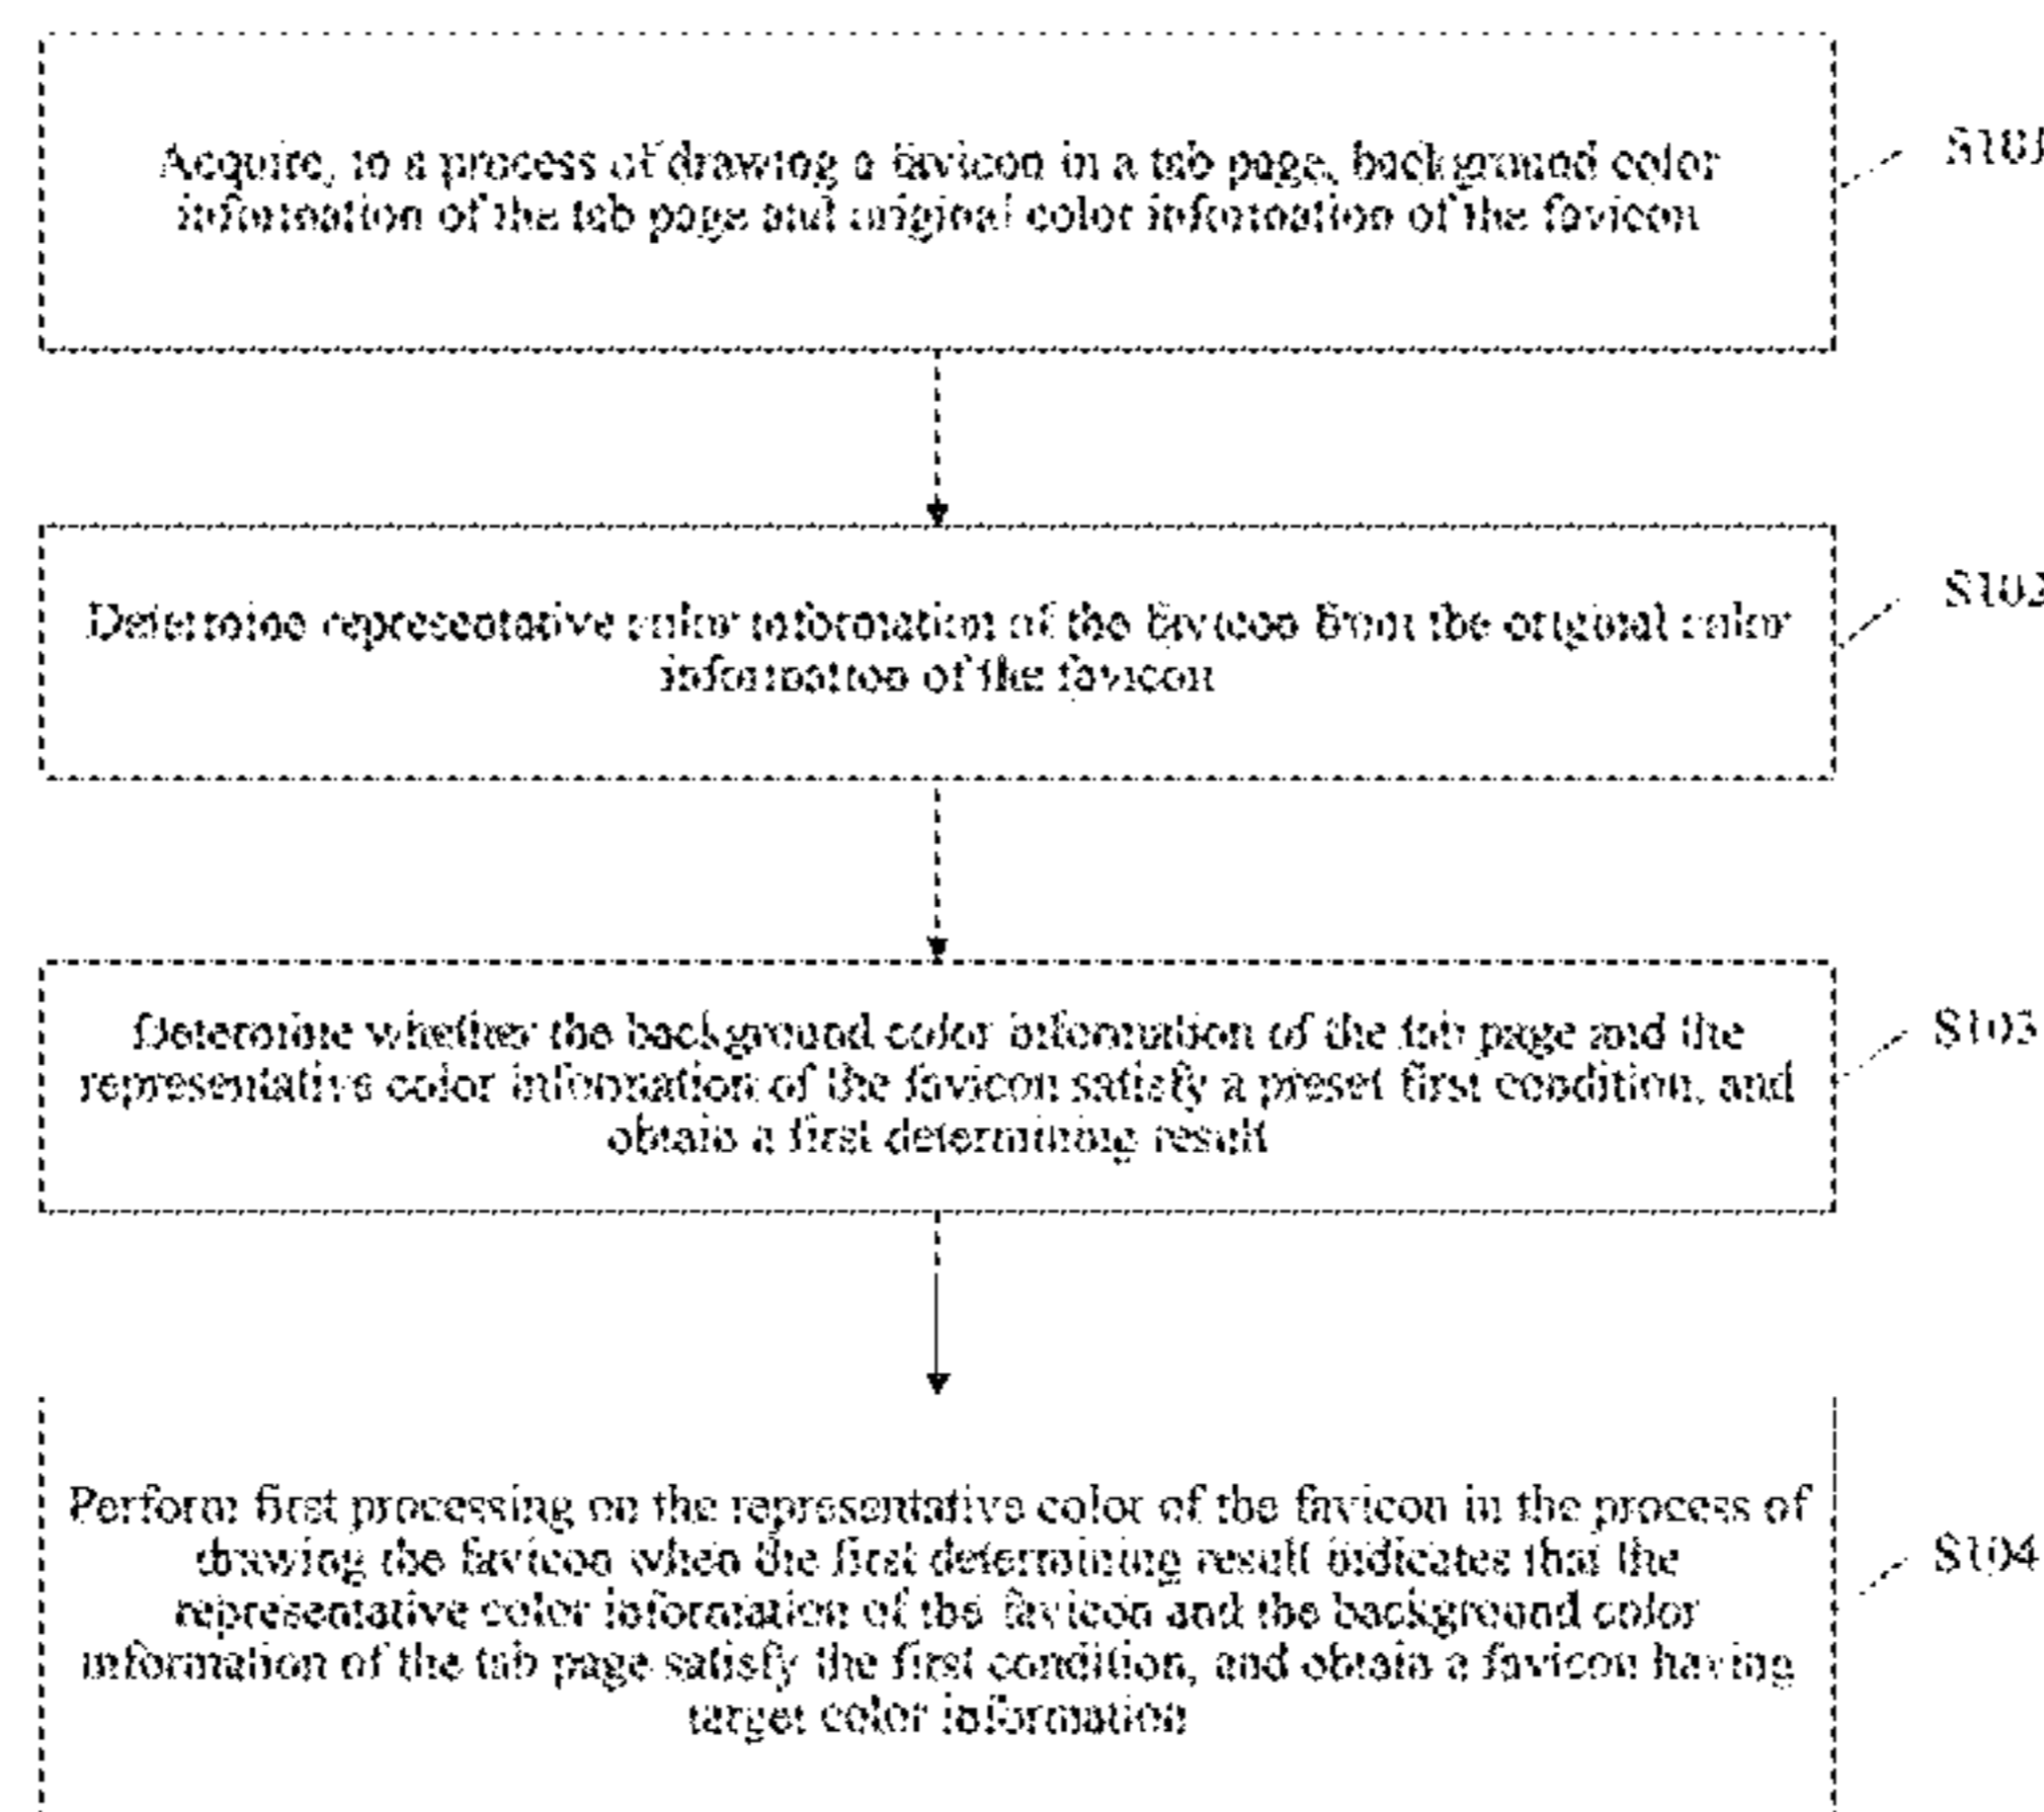 Acquire, in a process of drawing a favicon in a tab page, background color
information of the tab page and original color information of the favicon
S101
Determine representative color information of the favicon from the original color
information of the favicon
S102
Determine whether the background color information of the tab page and the
representative color information of the favicon satisfy a preset first condition, and
obtain a first determining result
S103
Perform first processing on the representative color of the favicon in the process of
drawing the favicon when the first determining result indicates that the
representative color information of the favicon and the background color
information of the tab page satisfy the first condition, and obtain a favicon having
target color information
S104